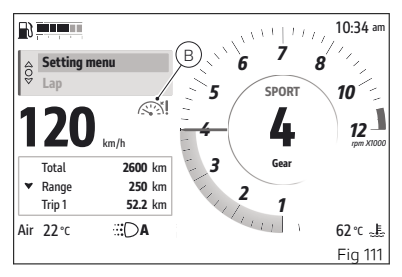 10:34 am
Setting menu
Lap
B
120 km/h
Total 2600 km
Range 250 km
Trip 1 52.2 km
Air 22 °C
A
1
2
3
4
5
6
7
8
10
12
rpm X1000
SPORT
4
Gear
62 °C
Fig 111